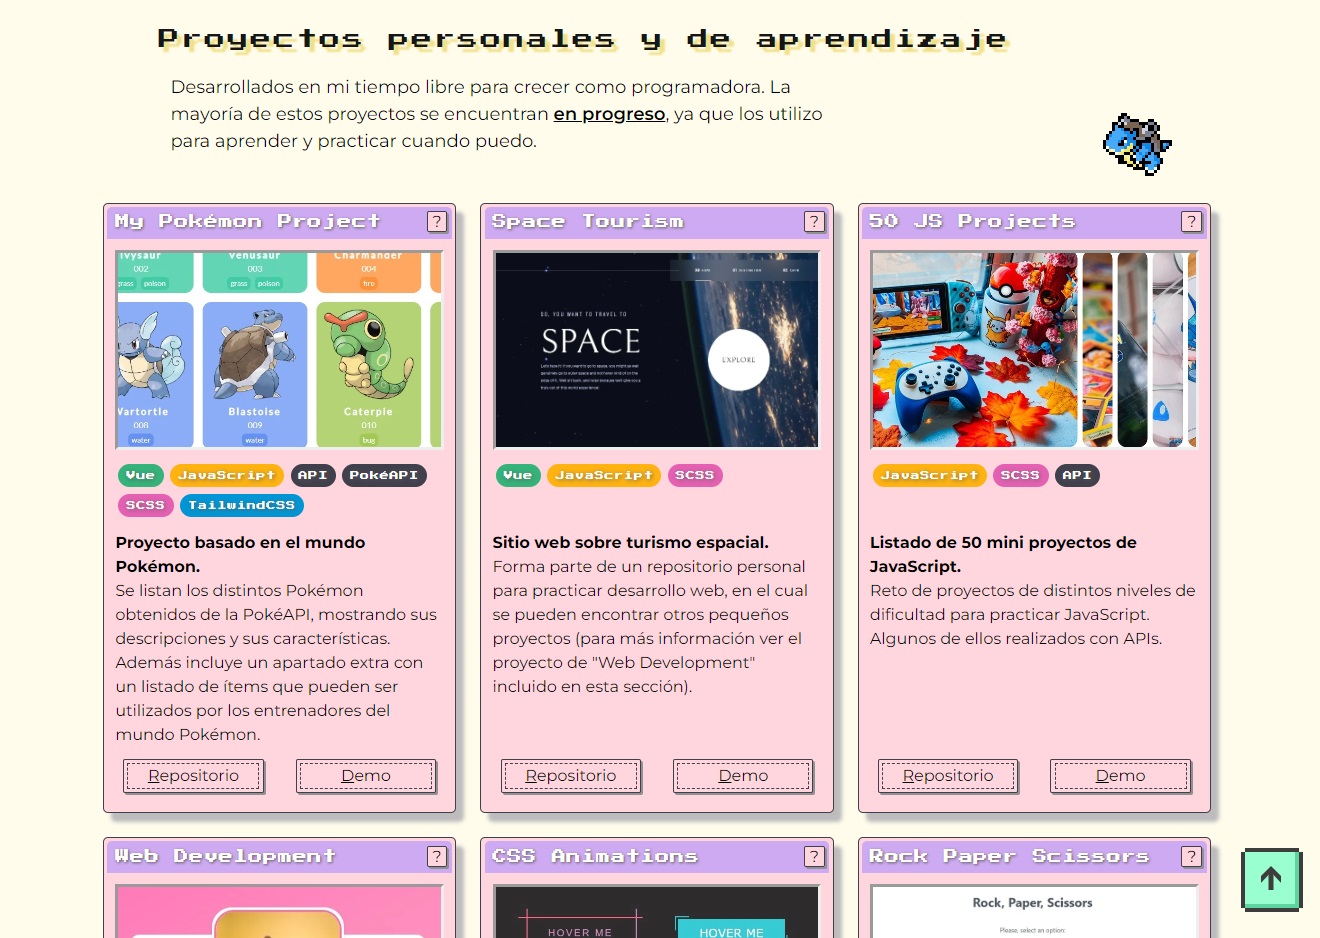 Proyectos personales y de aprendizaje
Desarrollados en mi tiempo libre para crecer como programadora. La
mayoría de estos proyectos se encuentran en progreso, ya que los utilizo
para aprender y practicar cuando puedo.
My Pokémon Project ?
Ivysaur
002
grass poison
Venusaur
003
grass poison
Charmander
004
fire
Wartortle
008
water
Blastoise
009
water
Caterpie
010
bug
Vue JavaScript API PokéAPI
SCSS TailwindCSS
Proyecto basado en el mundo
Pokémon.
Se listan los distintos Pokémon
obtenidos de la PokéAPI, mostrando sus
descripciones y sus características.
Además incluye un apartado extra con
un listado de ítems que pueden ser
utilizados por los entrenadores del
mundo Pokémon.
Repositorio Demo
Space Tourism ?
SO, YOU WANT TO TRAVEL TO
SPACE
EXPLORE
Vue JavaScript SCSS
Sitio web sobre turismo espacial.
Forma parte de un repositorio personal
para practicar desarrollo web, en el cual
se pueden encontrar otros pequeños
proyectos (para más información ver el
proyecto de "Web Development"
incluido en esta sección).
Repositorio Demo
50 JS Projects ?
JavaScript SCSS API
Listado de 50 mini proyectos de
JavaScript.
Reto de proyectos de distintos niveles de
dificultad para practicar JavaScript.
Algunos de ellos realizados con APIs.
Repositorio Demo
Web Development ?
CSS Animations ?
HOVER ME HOVER ME
Rock Paper Scissors ?
Rock, Paper, Scissors
Please, select an option: